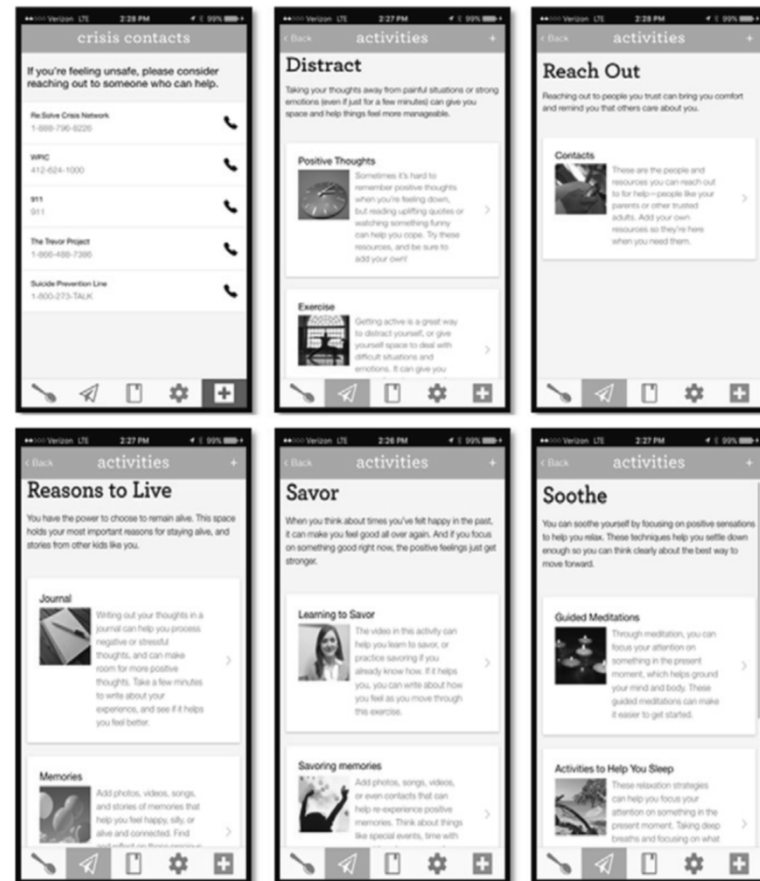 Verizon LTE 2:28 PM 99%
crisis contacts
If you're feeling unsafe, please consider
reaching out to someone who can help.
Re:Solve Crisis Network
1-888-796-8226
WPIC
412-624-1000
911
911
The Trevor Project
1-866-488-7386
Suicide Prevention Line
1-800-273-TALK
Verizon LTE 2:27 PM 99%
< Back activities +
Distract
Taking your thoughts away from painful situations or strong
emotions (even if just for a few minutes) can give you
space and help things feel more manageable.
Positive Thoughts
Sometimes it's hard to
remember positive thoughts
when you're feeling down,
but reading uplifting quotes or
watching something funny
can help you cope. Try these
resources, and be sure to
add your own!
Exercise
Getting active is a great way
to distract yourself, or give
yourself space to deal with
difficult situations and
emotions. It can give you
Verizon LTE 2:28 PM 99%
< Back activities +
Reach Out
Reaching out to people you trust can bring you comfort
and remind you that others care about you.
Contacts
These are the people and
resources you can reach out
to for help—people like your
parents or other trusted
adults. Add your own
resources so they're here
when you need them.
Verizon LTE 2:27 PM 99%
< Back activities +
Reasons to Live
You have the power to choose to remain alive. This space
holds your most important reasons for staying alive, and
stories from other kids like you.
Journal
Writing out your thoughts in a
journal can help you process
negative or stressful
thoughts, and can make
room for more positive
thoughts. Take a few minutes
to write about your
experience, and see if it helps
you feel better.
Memories
Add photos, videos, songs,
and stories of memories that
help you feel happy, silly, or
alive and connected. Find
Verizon LTE 2:26 PM 99%
< Back activities +
Savor
When you think about times you've felt happy in the past,
it can make you feel good all over again. And if you focus
on something good right now, the positive feelings just get
stronger.
Learning to Savor
The video in this activity can
help you learn to savor, or
practice savoring if you
already know how. If it helps
you, you can write about how
you feel as you move through
this exercise.
Savoring memories
Add photos, songs, videos,
or even contacts that can
help re-experience positive
memories. Think about things
like special events, time with
Verizon LTE 2:27 PM 99%
< Back activities +
Soothe
You can soothe yourself by focusing on positive sensations
to help you relax. These techniques help you settle down
enough so you can think clearly about the best way to
move forward.
Guided Meditations
Through meditation, you can
focus your attention on
something in the present
moment, which helps ground
your mind and body. These
guided meditations can make
it easier to get started.
Activities to Help You Sleep
These relaxation strategies
can help you focus your
attention on something in the
present moment. Taking deep
breaths and focusing on what